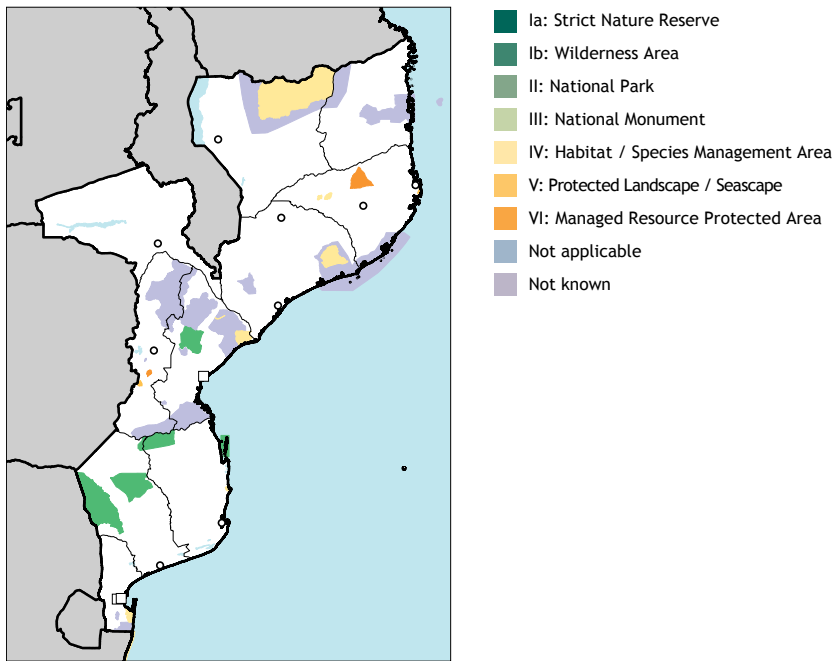 Ia: Strict Nature Reserve
Ib: Wilderness Area
II: National Park
III: National Monument
IV: Habitat / Species Management Area
V: Protected Landscape / Seascape
VI: Managed Resource Protected Area
Not applicable
Not known